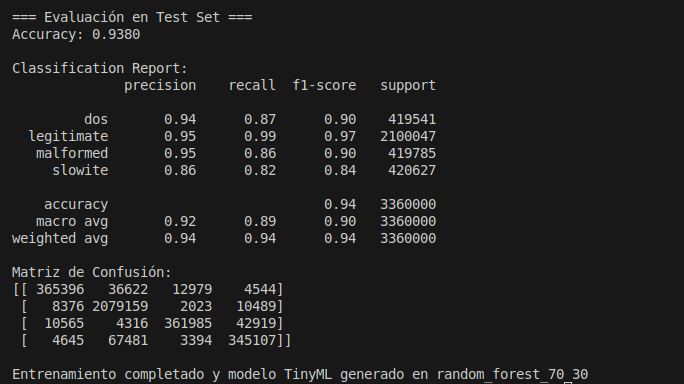 === Evaluación en Test Set ===
Accuracy: 0.9380
Classification Report:
precision recall f1-score support
dos 0.94 0.87 0.90 419541
legitimate 0.95 0.99 0.97 2100047
malformed 0.95 0.86 0.90 419785
slowite 0.86 0.82 0.84 420627
accuracy 0.94 3360000
macro avg 0.92 0.89 0.90 3360000
weighted avg 0.94 0.94 0.94 3360000
Matriz de Confusión:
[[ 365396 36622 12979 4544]
[ 8376 2079159 2023 10489]
[ 10565 4316 361985 42919]
[ 4645 67481 3394 345107]]
Entrenamiento completado y modelo TinyML generado en random_forest_70_30